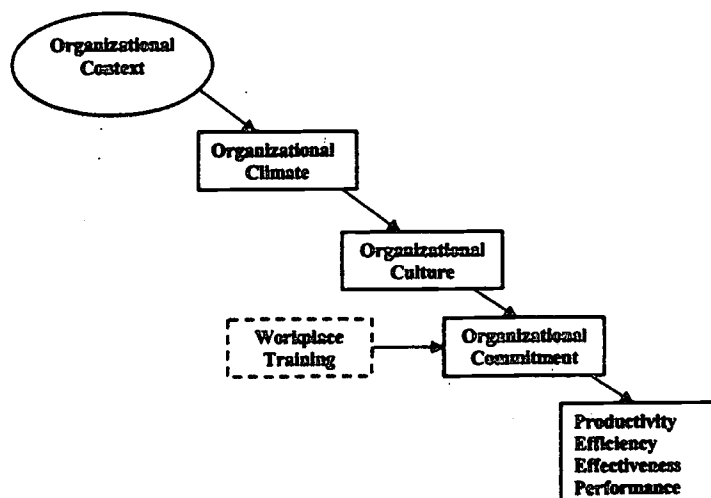 Organizational
Context
Organizational
Climate
Organizational
Culture
Workplace
Training
Organizational
Commitment
Productivity
Efficiency
Effectiveness
Performance